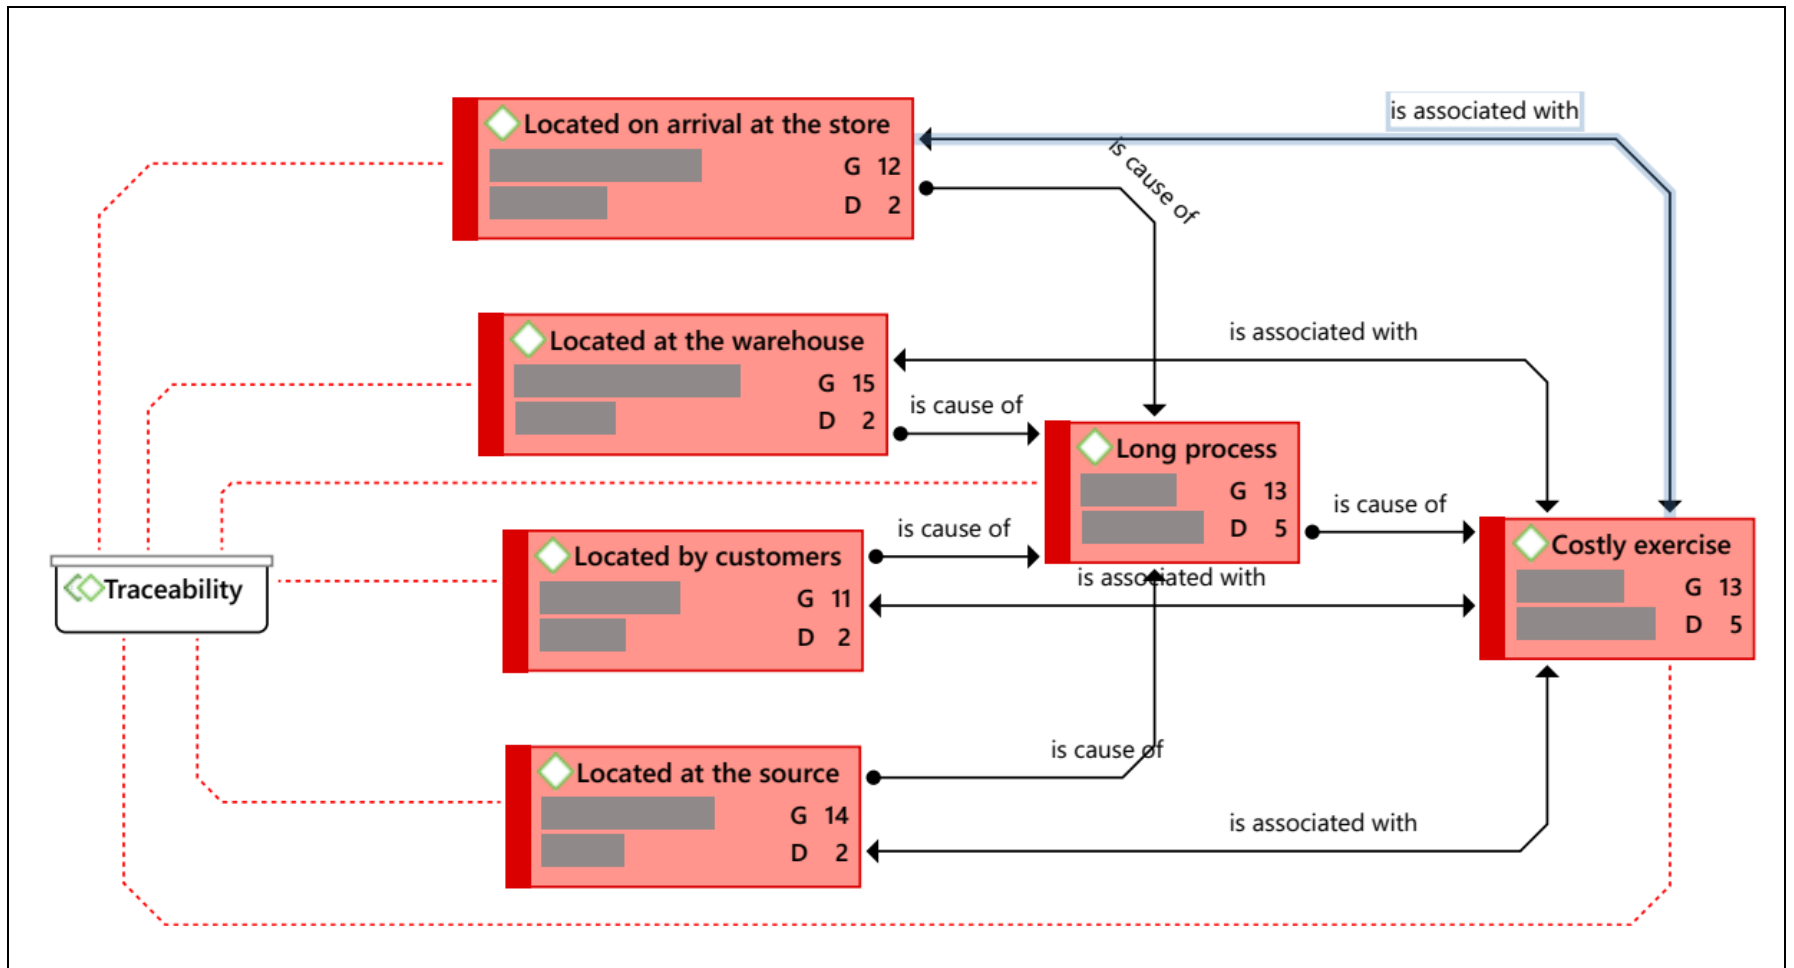 is associated with
Located on arrival at the store
G 12
D 2
is cause of
is associated with
Located at the warehouse
G 15
D 2
is cause of
Long process
G 13
D 5
is cause of
Located by customers
G 11
D 2
is cause of
is associated with
Costly exercise
G 13
D 5
Traceability
is cause of
Located at the source
G 14
D 2
is associated with